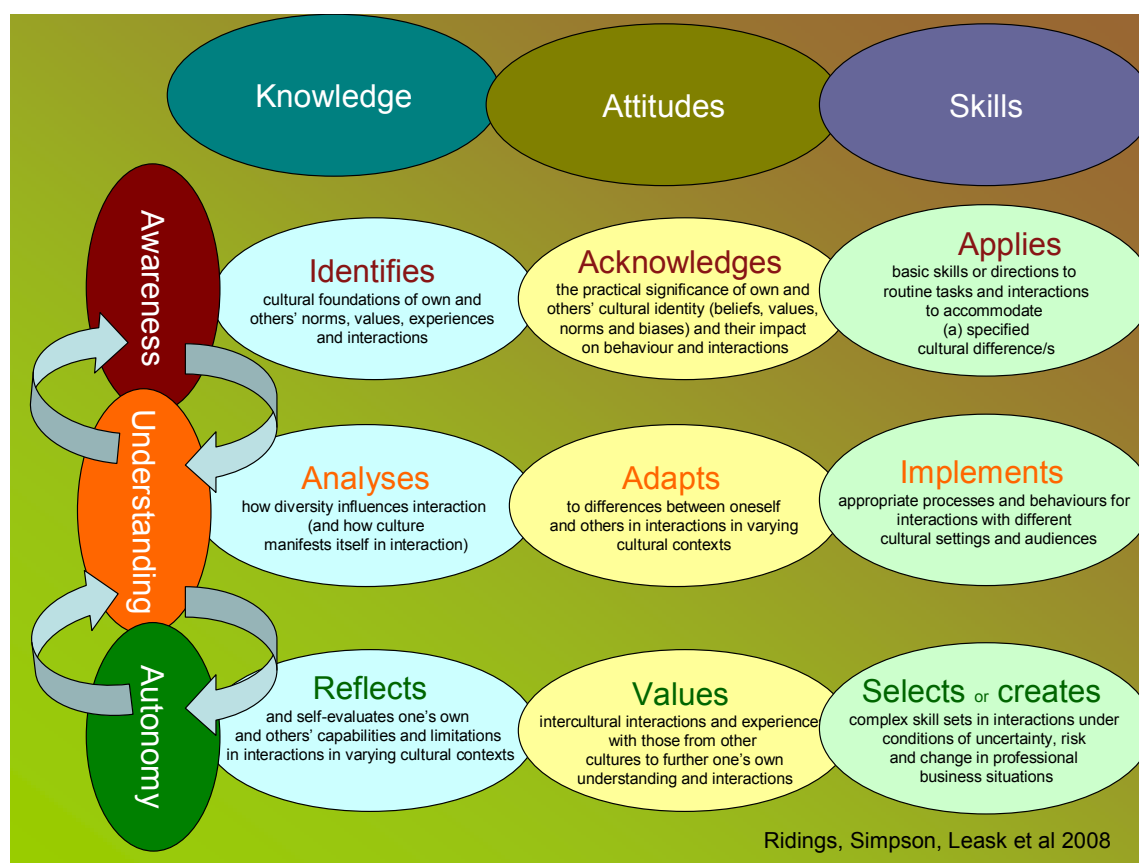 Knowledge
Attitudes
Skills
Awareness
Identifies
cultural foundations of own and
others' norms, values, experiences
and interactions
Acknowledges
the practical significance of own and
others' cultural identity (beliefs, values,
norms and biases) and their impact
on behaviour and interactions
Applies
basic skills or directions to
routine tasks and interactions
to accommodate
(a) specified
cultural difference/s
Understanding
Analyses
how diversity influences interaction
(and how culture
manifests itself in interaction)
Adapts
to differences between oneself
and others in interactions in varying
cultural contexts
Implements
appropriate processes and behaviours for
interactions with different
cultural settings and audiences
Autonomy
Reflects
and self-evaluates one's own
and others' capabilities and limitations
in interactions in varying cultural contexts
Values
intercultural interactions and experience
with those from other
cultures to further one's own
understanding and interactions
Selects or creates
complex skill sets in interactions under
conditions of uncertainty, risk
and change in professional
business situations
Ridings, Simpson, Leask et al 2008